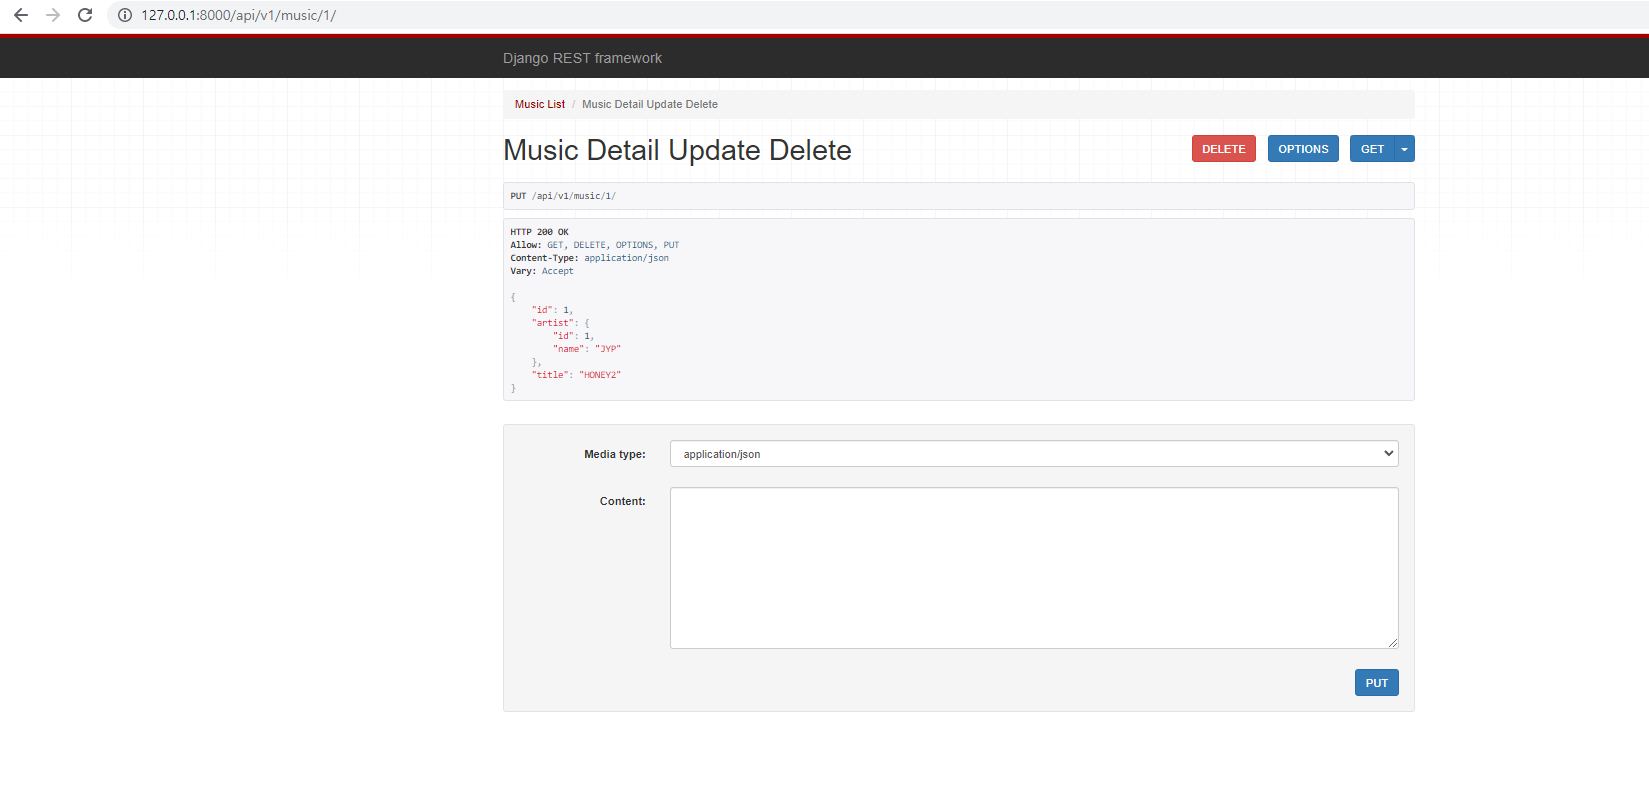 127.0.0.1:8000/api/v1/music/1/
Django REST framework
Music List / Music Detail Update Delete
Music Detail Update Delete
DELETE
OPTIONS
GET
PUT /api/v1/music/1/
HTTP 200 OK
Allow: GET, DELETE, OPTIONS, PUT
Content-Type: application/json
Vary: Accept
{
    "id": 1,
    "artist": {
        "id": 1,
        "name": "JYP"
    },
    "title": "HONEY2"
}
Media type:
application/json
Content:
PUT